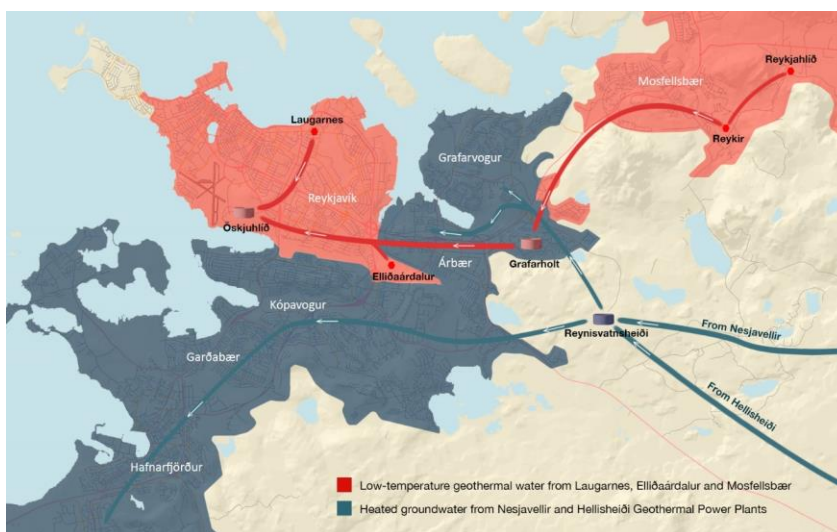 Reykjahlíð
Mosfellsbær
Laugarnes
Reykir
Grafarvogur
Reykjavík
Öskjuhlíð
Árbær
Grafarholt
Elliðaárdalur
Kópavogur
Reynisvatnsheiði
From Nesjavellir
Garðabær
From Hellisheiði
Hafnarfjörður
Low-temperature geothermal water from Laugarnes, Elliðaárdalur and Mosfellsbær
Heated groundwater from Nesjavellir and Hellisheiði Geothermal Power Plants